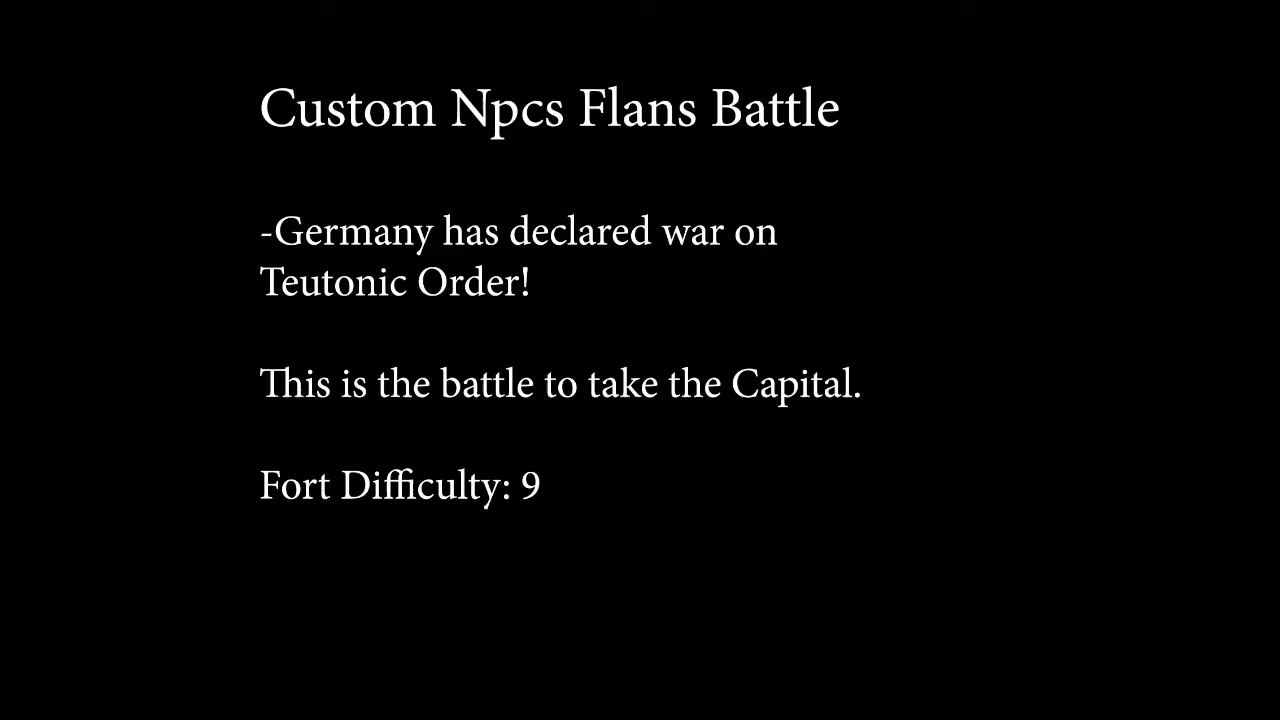 Custom Npcs Flans Battle
-Germany has declared war on
Teutonic Order!
This is the battle to take the Capital.
Fort Difficulty: 9